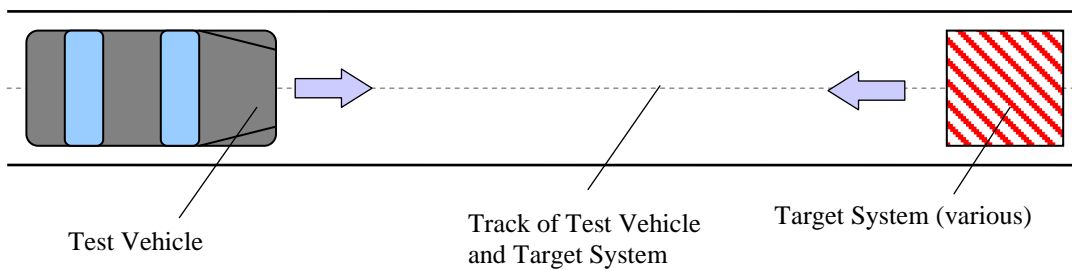 Test Vehicle
Track of Test Vehicle
and Target System
Target System (various)